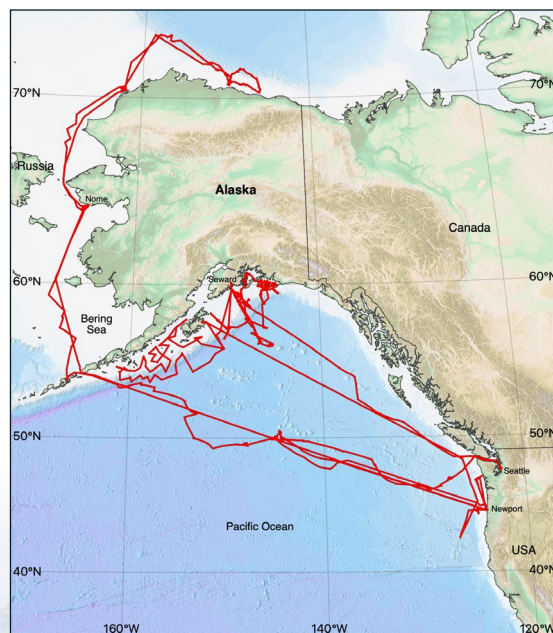 70°N
70°N
Russia
Nome
Alaska
Canada
60°N
Seward
60°N
Bering
Sea
50°N
50°N
Seattle
Newport
Pacific Ocean
USA
40°N
40°N
160°W
140°W
120°W